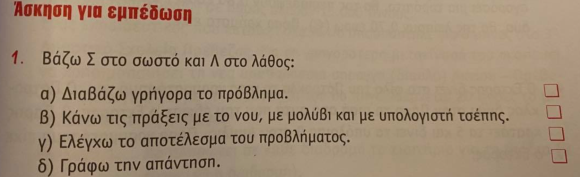 Άσκηση για εμπέδωση
1. Βάζω Σ στο σωστό και Λ στο λάθος:
α) Διαβάζω γρήγορα το πρόβλημα.
β) Κάνω τις πράξεις με το νου, με μολύβι και με υπολογιστή τσέπης.
γ) Ελέγχω το αποτέλεσμα του προβλήματος.
δ) Γράφω την απάντηση.